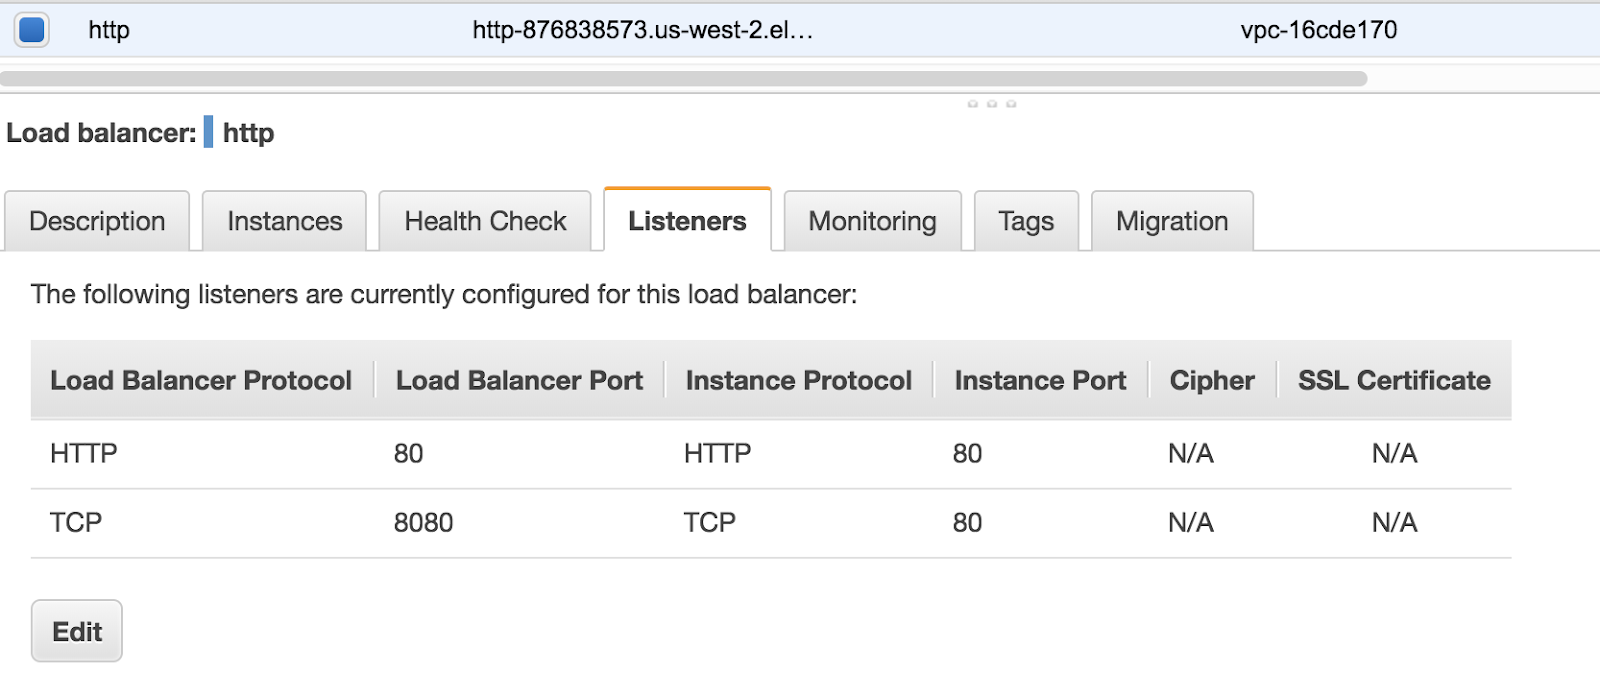 http http-876838573.us-west-2.el... vpc-16cde170
Load balancer: http
Description Instances Health Check Listeners Monitoring Tags Migration
The following listeners are currently configured for this load balancer:
Load Balancer Protocol Load Balancer Port Instance Protocol Instance Port Cipher SSL Certificate
HTTP 80 HTTP 80 N/A N/A
TCP 8080 TCP 80 N/A N/A
Edit